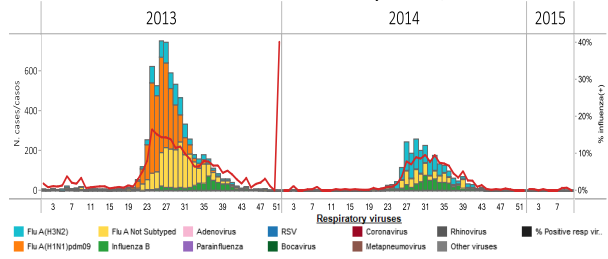 2013 2014 2015
N. cases/casos
600
400
200
0
40%
30%
20%
10%
0%
% influenza(+)
3 7 11 15 19 23 27 31 35 39 43 47 51 3 7 11 15 19 23 27 31 35 39 43 47 51 3 7
Respiratory viruses
Flu A(H3N2) Flu A Not Subtyped Adenovirus RSV Coronavirus Rhinovirus % Positive resp vir..
Flu A(H1N1)pdm09 Influenza B Parainfluenza Bocavirus Metapneumovirus Other viruses